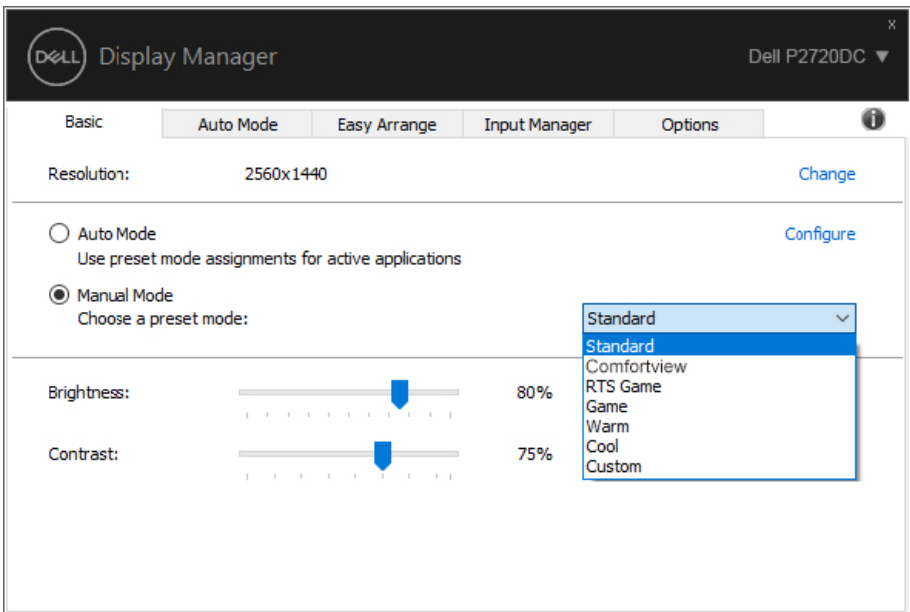 x
DELL Display Manager Dell P2720DC ▼
Basic Auto Mode Easy Arrange Input Manager Options i
Resolution: 2560x1440 Change
Auto Mode Configure
Use preset mode assignments for active applications
Manual Mode
Choose a preset mode: Standard
Standard
Comfortview
RTS Game
Brightness: 80%
Game
Warm
Cool
Contrast: 75%
Custom